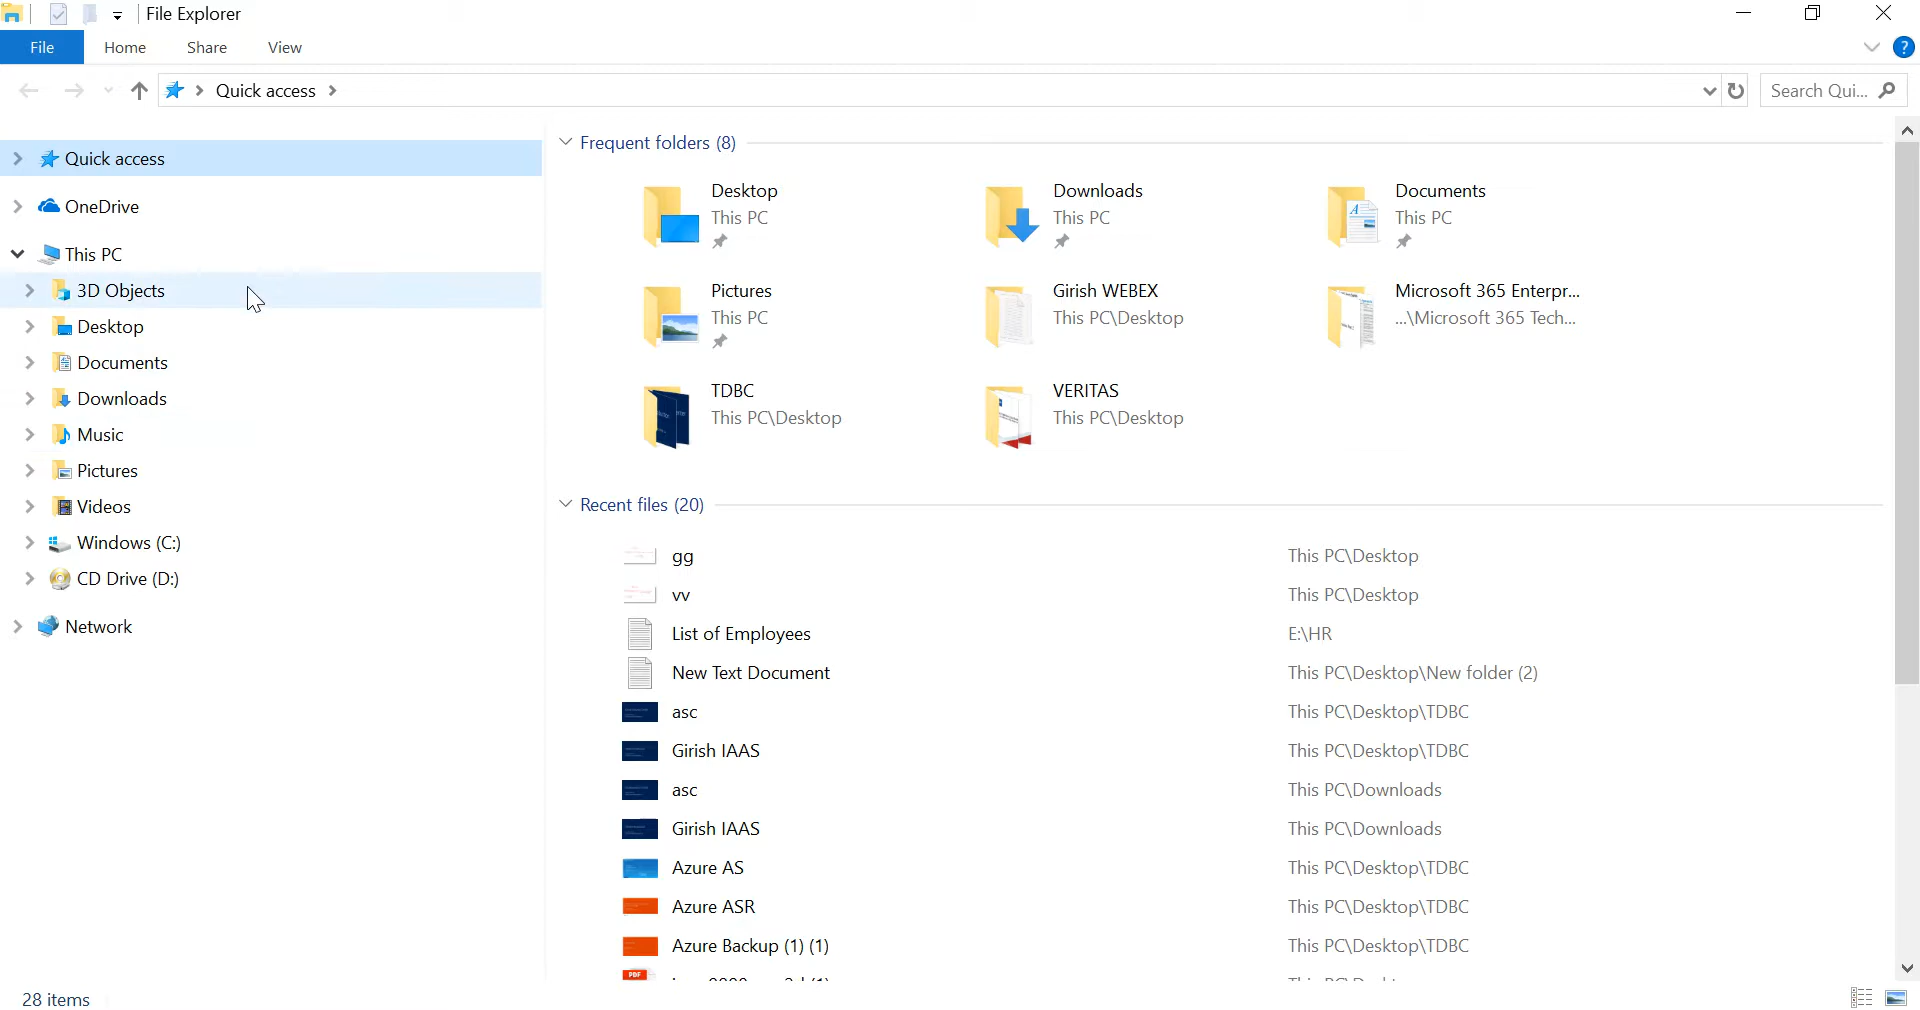 File Explorer
File Home Share View
Quick access Search Qui...
Quick access
OneDrive
This PC
3D Objects
Desktop
Documents
Downloads
Music
Pictures
Videos
Windows (C:)
CD Drive (D:)
Network
Frequent folders (8)
Desktop
This PC
Downloads
This PC
Documents
This PC
Pictures
This PC
Girish WEBEX
This PC\Desktop
Microsoft 365 Enterpr...
...\Microsoft 365 Tech...
TDBC
This PC\Desktop
VERITAS
This PC\Desktop
Recent files (20)
gg This PC\Desktop
vv This PC\Desktop
List of Employees E:\HR
New Text Document This PC\Desktop\New folder (2)
asc This PC\Desktop\TDBC
Girish IAAS This PC\Desktop\TDBC
asc This PC\Downloads
Girish IAAS This PC\Downloads
Azure AS This PC\Desktop\TDBC
Azure ASR This PC\Desktop\TDBC
Azure Backup (1) (1) This PC\Desktop\TDBC
PDF
28 items